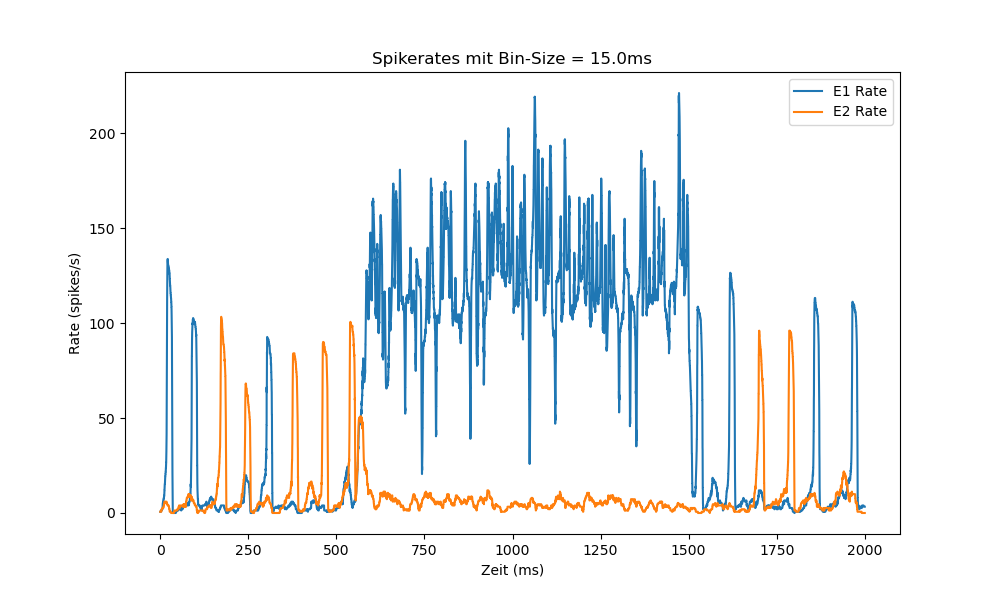 Spikerates mit Bin-Size = 15.0ms
E1 Rate
E2 Rate
Rate (spikes/s)
200
150
100
50
0
0 250 500 750 1000 1250 1500 1750 2000
Zeit (ms)